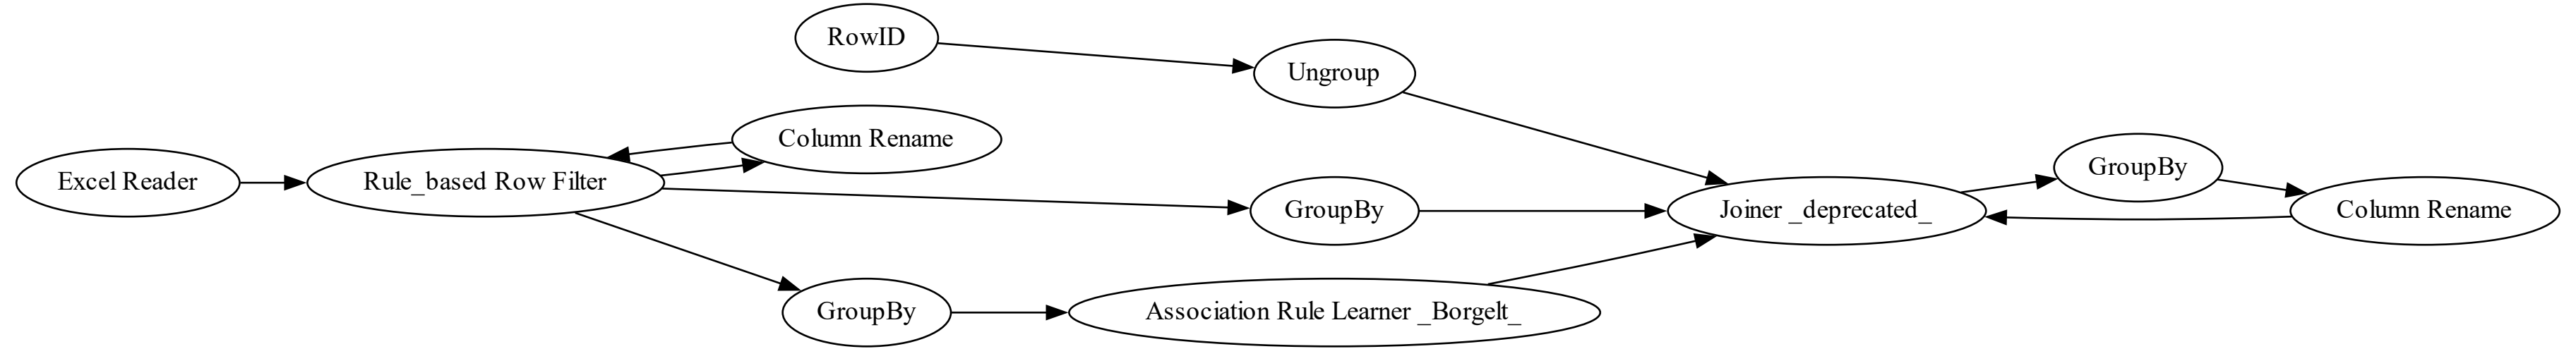 RowID
Ungroup
Column Rename
Excel Reader
Rule_based Row Filter
GroupBy
GroupBy
Joiner _deprecated_
Column Rename
GroupBy
GroupBy
Association Rule Learner _Borgelt_